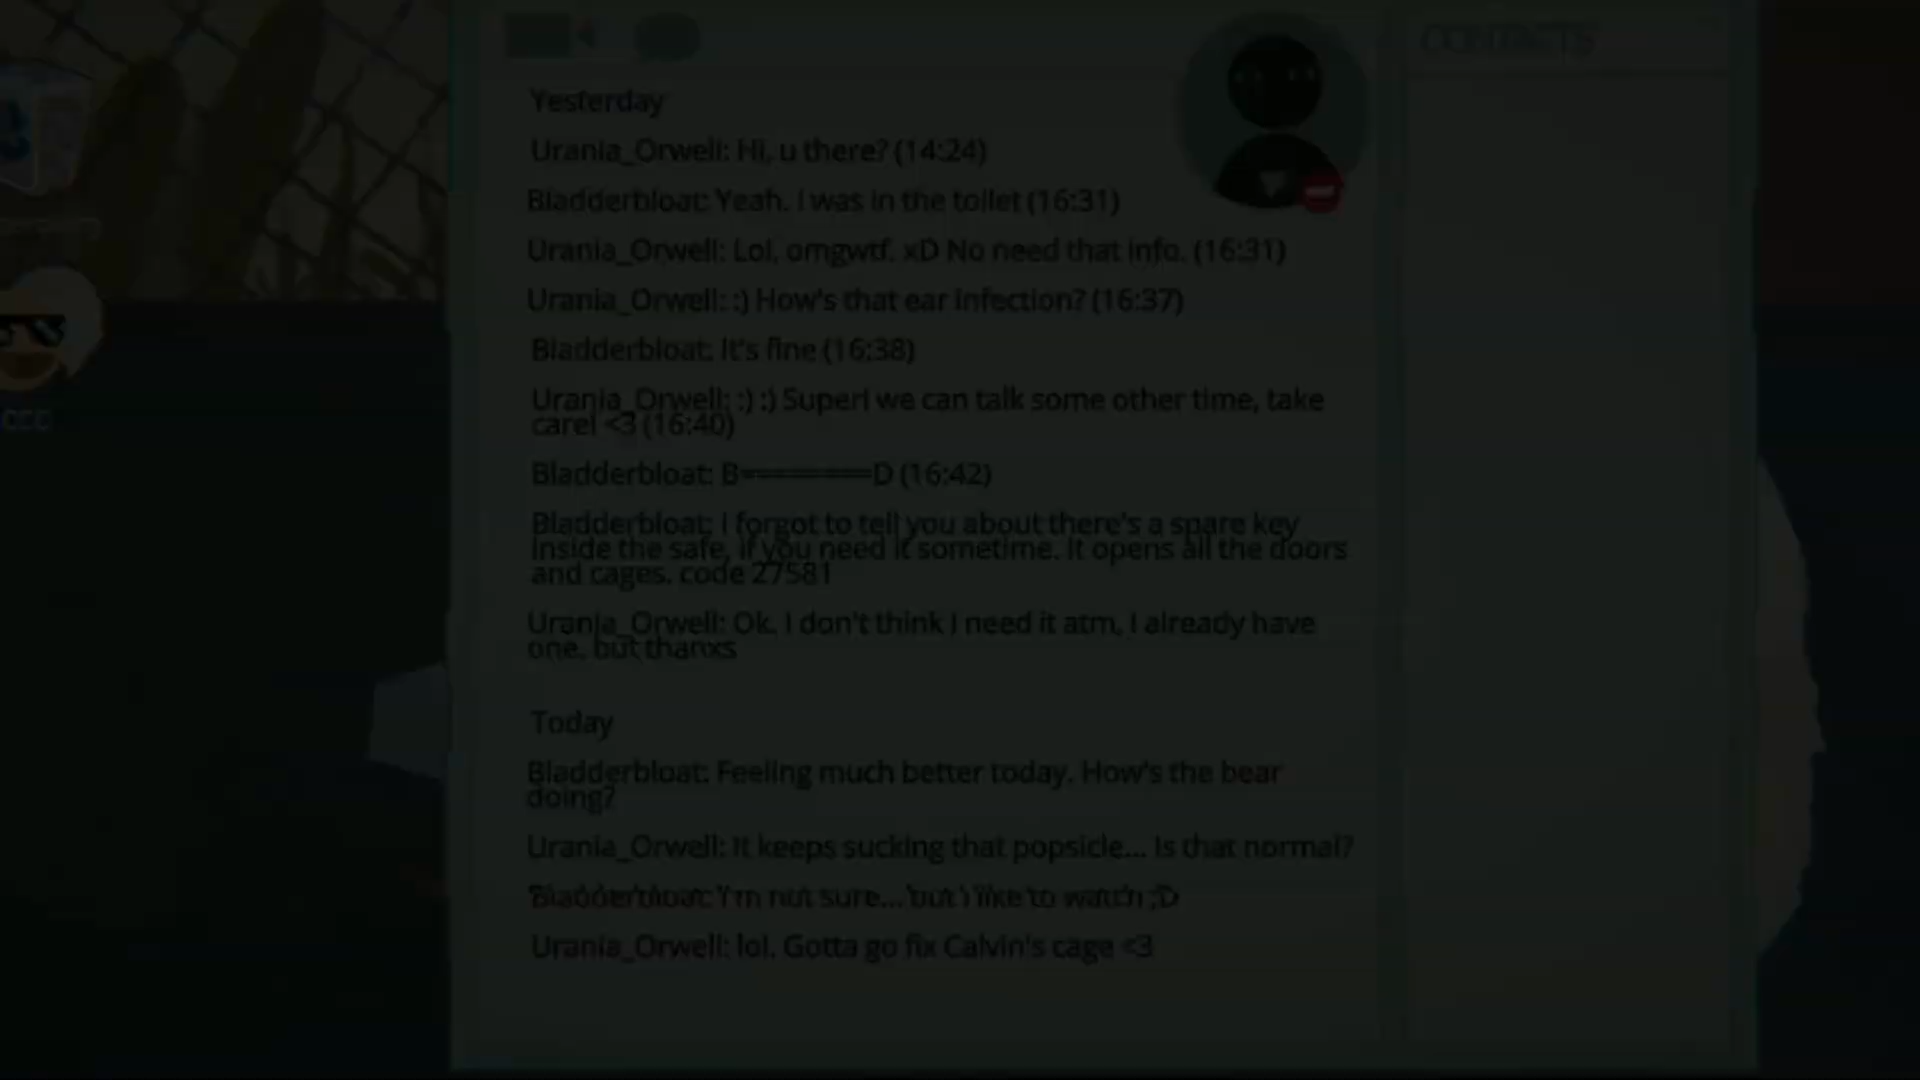 CONTACTS
Yesterday
Urania_Orwell: Hi, u there? (14:24)
Bladderbloat: Yeah. I was in the toilet (16:31)
Urania_Orwell: Lol, omgwtf. xD No need that info. (16:31)
Urania_Orwell: :) How's that ear infection? (16:37)
Bladderbloat: It's fine (16:38)
Urania_Orwell: :) :) Super! we can talk some other time, take
care! <3 (16:40)
Bladderbloat: B========D (16:42)
Bladderbloat: I forgot to tell you about there's a spare key
inside the safe, if you need it sometime. It opens all the doors
and cages. code 27581
Urania_Orwell: Ok. I don't think I need it atm, I already have
one. but thanxs
Today
Bladderbloat: Feeling much better today. How's the bear
doing?
Urania_Orwell: It keeps sucking that popsicle... Is that normal?
Bladderbloat: I'm not sure... but i like to watch ;D
Urania_Orwell: lol. Gotta go fix Calvin's cage <3